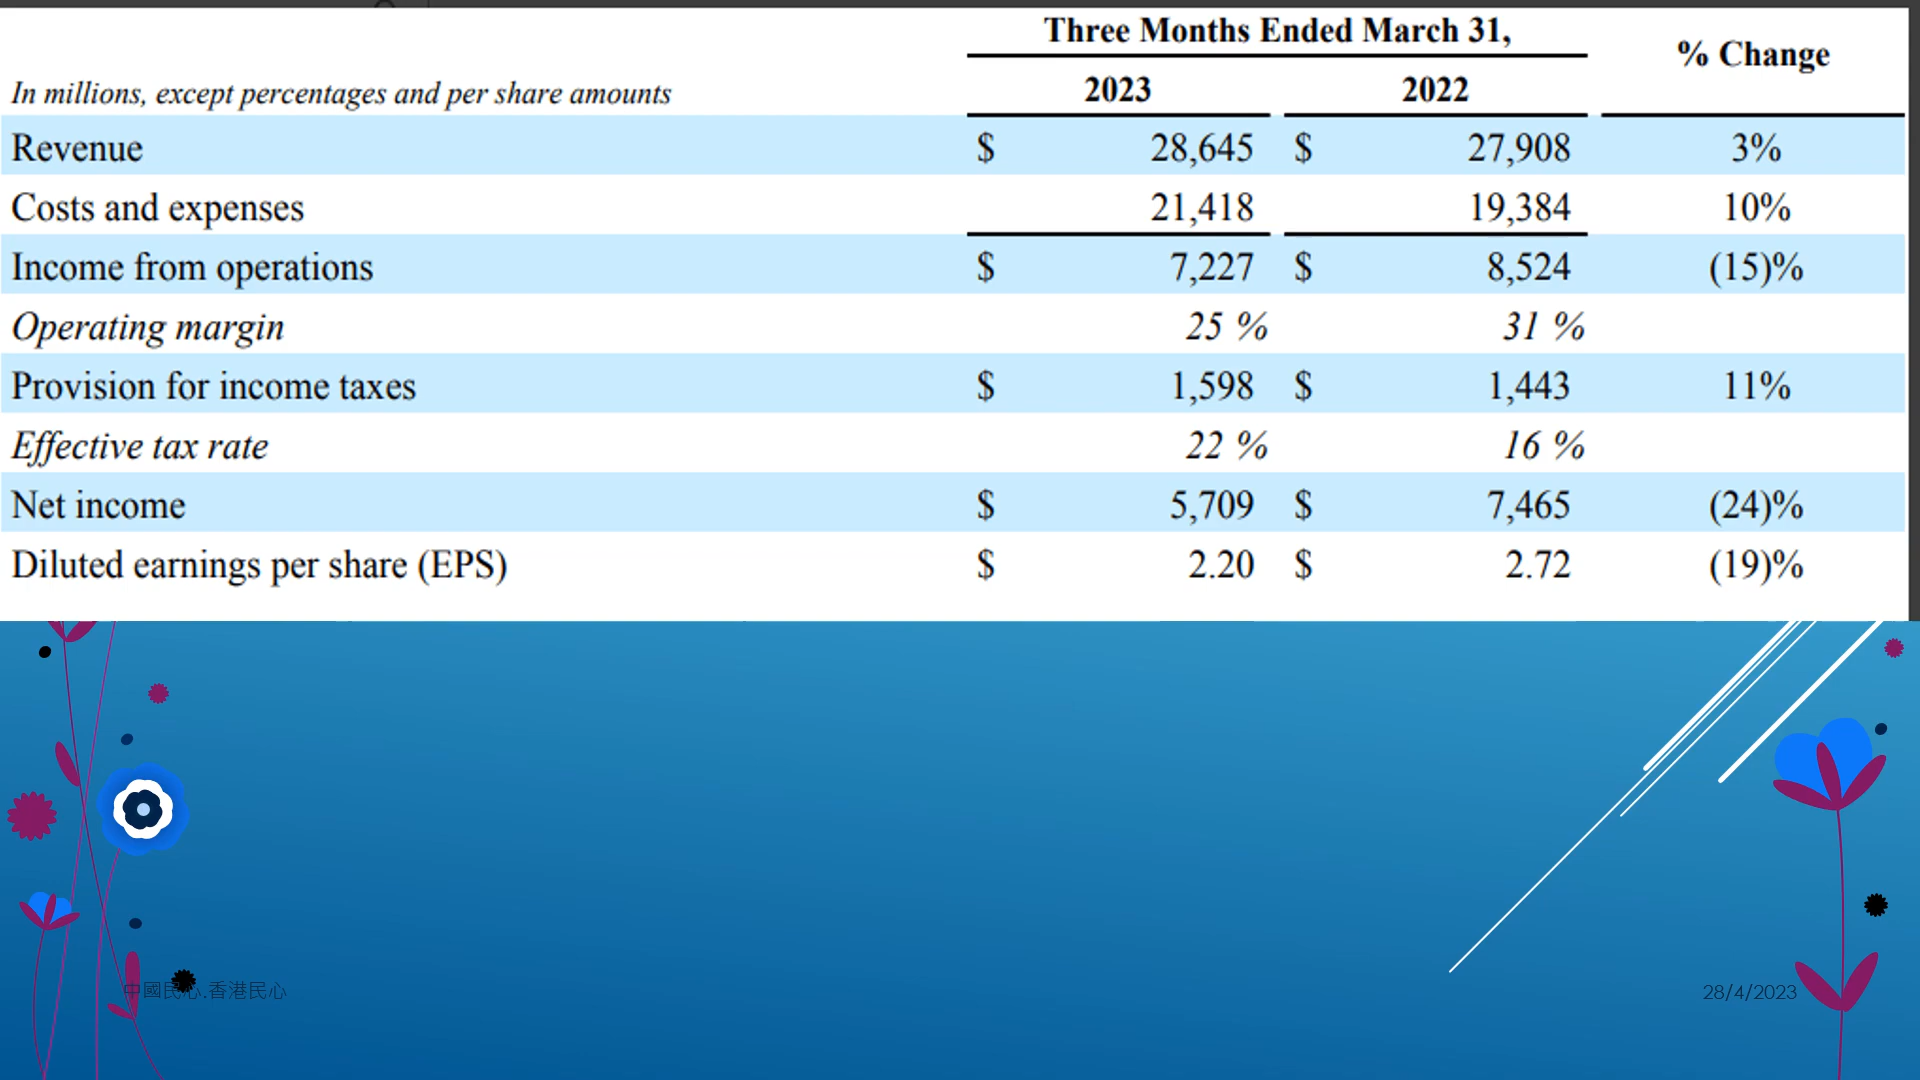 Three Months Ended March 31,
% Change
In millions, except percentages and per share amounts 2023 2022
Revenue $ 28,645 $ 27,908 3%
Costs and expenses 21,418 19,384 10%
Income from operations $ 7,227 $ 8,524 (15)%
Operating margin 25 % 31 %
Provision for income taxes $ 1,598 $ 1,443 11%
Effective tax rate 22 % 16 %
Net income $ 5,709 $ 7,465 (24)%
Diluted earnings per share (EPS) $ 2.20 $ 2.72 (19)%
中國民心.香港民心 28/4/2023